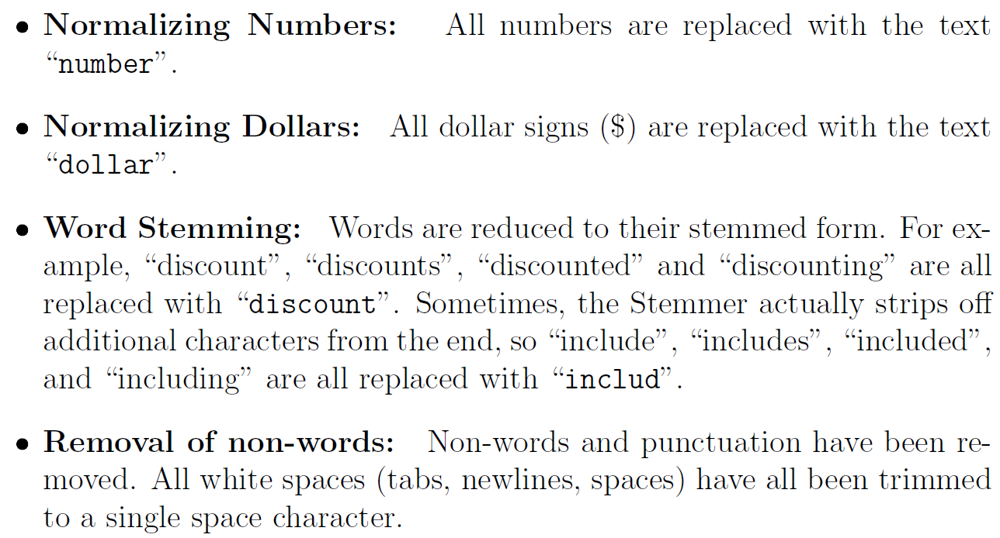 • Normalizing Numbers: All numbers are replaced with the text
“number”.
• Normalizing Dollars: All dollar signs ($) are replaced with the text
“dollar”.
• Word Stemming: Words are reduced to their stemmed form. For ex-
ample, “discount”, “discounts”, “discounted” and “discounting” are all
replaced with “discount”. Sometimes, the Stemmer actually strips off
additional characters from the end, so “include”, “includes”, “included”,
and “including” are all replaced with “includ”.
• Removal of non-words: Non-words and punctuation have been re-
moved. All white spaces (tabs, newlines, spaces) have all been trimmed
to a single space character.